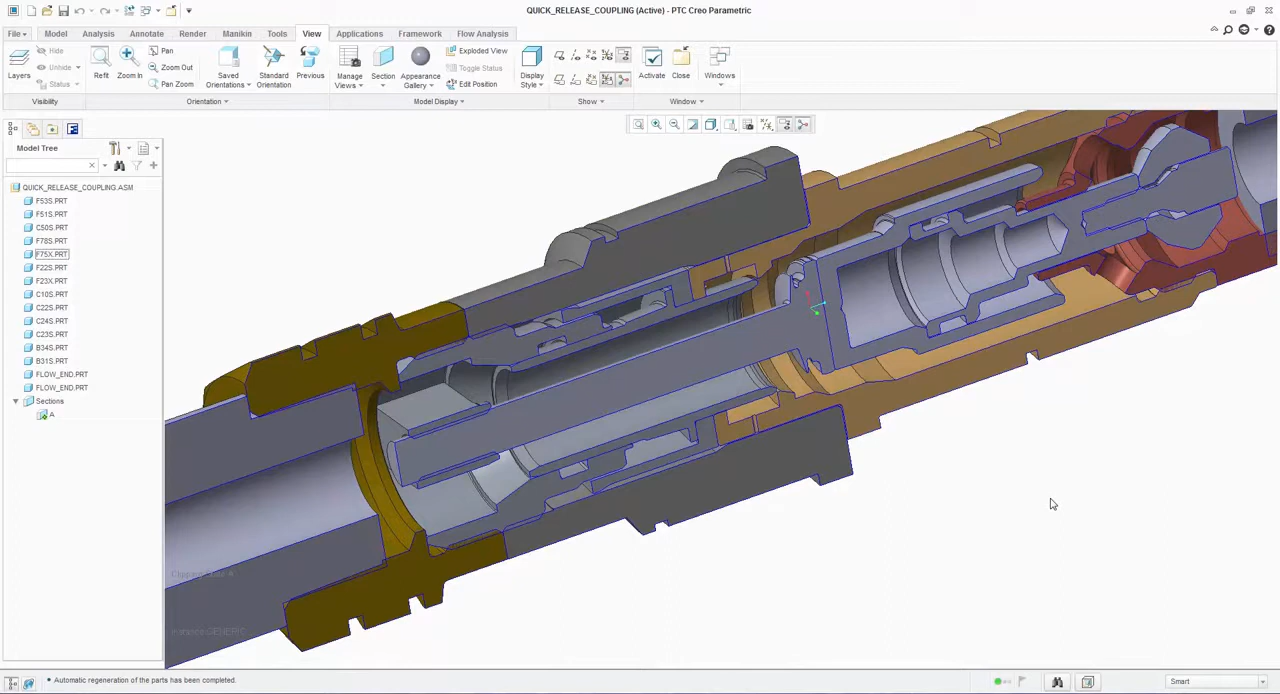 QUICK_RELEASE_COUPLING (Active) - PTC Creo Parametric
File
Model
Analysis
Annotate
Render
Manikin
Tools
View
Applications
Framework
Flow Analysis
Hide
Unhide
Status
Layers
Visibility
Refit
Zoom In
Pan
Zoom Out
Pan Zoom
Saved
Orientations
Standard
Orientation
Previous
Orientation
Manage
Views
Section
Appearance
Gallery
Exploded View
Toggle Status
Edit Position
Display
Style
Model Display
Show
Activate
Close
Windows
Window
Model Tree
QUICK_RELEASE_COUPLING.ASM
F53S.PRT
F51S.PRT
C50S.PRT
F78S.PRT
F75X.PRT
F22S.PRT
F23X.PRT
C10S.PRT
C22S.PRT
C24S.PRT
C23S.PRT
B34S.PRT
B31S.PRT
FLOW_END.PRT
FLOW_END.PRT
Sections
A
Instance:GENERIC
• Automatic regeneration of the parts has been completed.
Smart